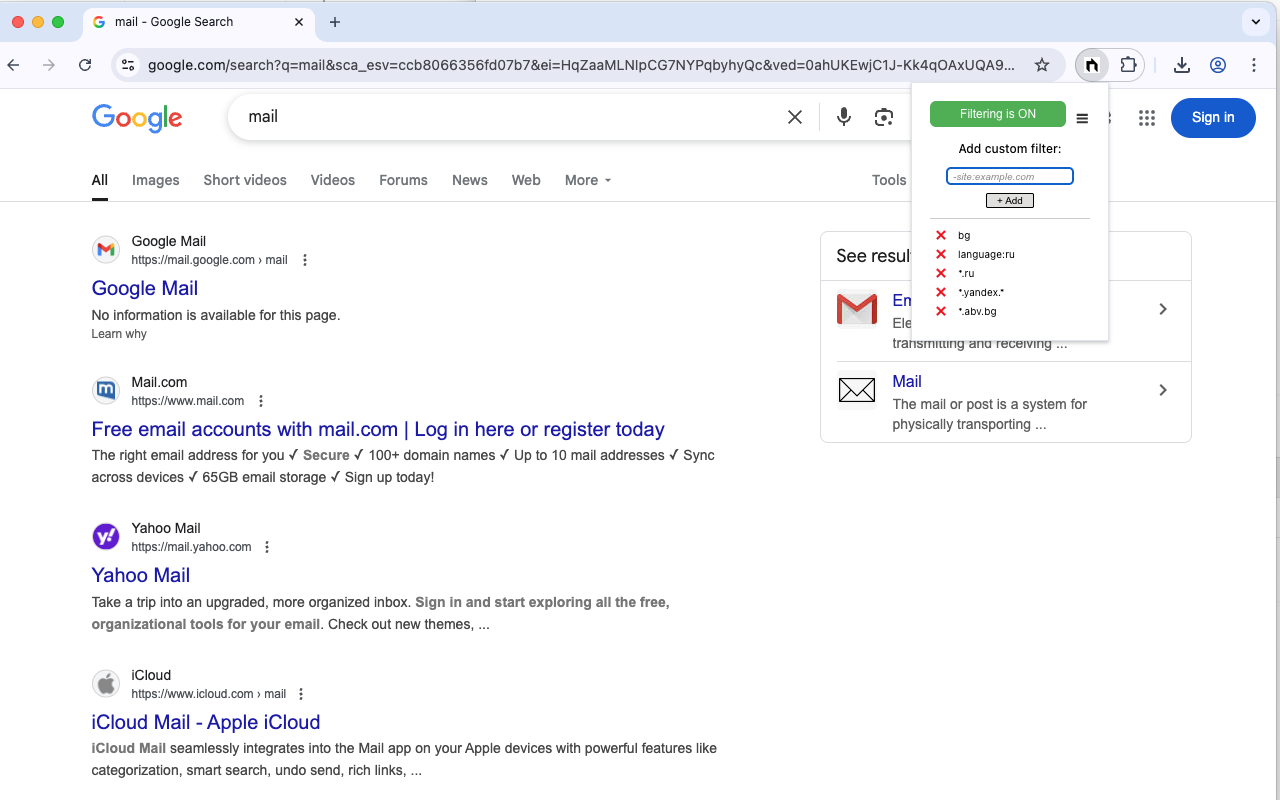 mail - Google Search
google.com/search?q=mail&sca_esv=ccb8066356fd07b7&ei=HqZaaMLNIpCG7NYPqbyhyQc&ved=0ahUKEwjC1J-Kk4qOAxUQA9...
Google
mail
Sign in
Filtering is ON
Add custom filter:
-site:example.com
+ Add
bg
language:ru
*.ru
*.yandex.*
*.abv.bg
All
Images
Short videos
Videos
Forums
News
Web
More
Tools
Google Mail
https://mail.google.com › mail
Google Mail
No information is available for this page.
Learn why
Mail.com
https://www.mail.com
Free email accounts with mail.com | Log in here or register today
The right email address for you ✓ Secure ✓ 100+ domain names ✓ Up to 10 mail addresses ✓ Sync
across devices ✓ 65GB email storage ✓ Sign up today!
Yahoo Mail
https://mail.yahoo.com
Yahoo Mail
Take a trip into an upgraded, more organized inbox. Sign in and start exploring all the free,
organizational tools for your email. Check out new themes, ...
iCloud
https://www.icloud.com › mail
iCloud Mail - Apple iCloud
iCloud Mail seamlessly integrates into the Mail app on your Apple devices with powerful features like
categorization, smart search, undo send, rich links, ...
See
transmitting and receiving ...
Mail
The mail or post is a system for
physically transporting ...